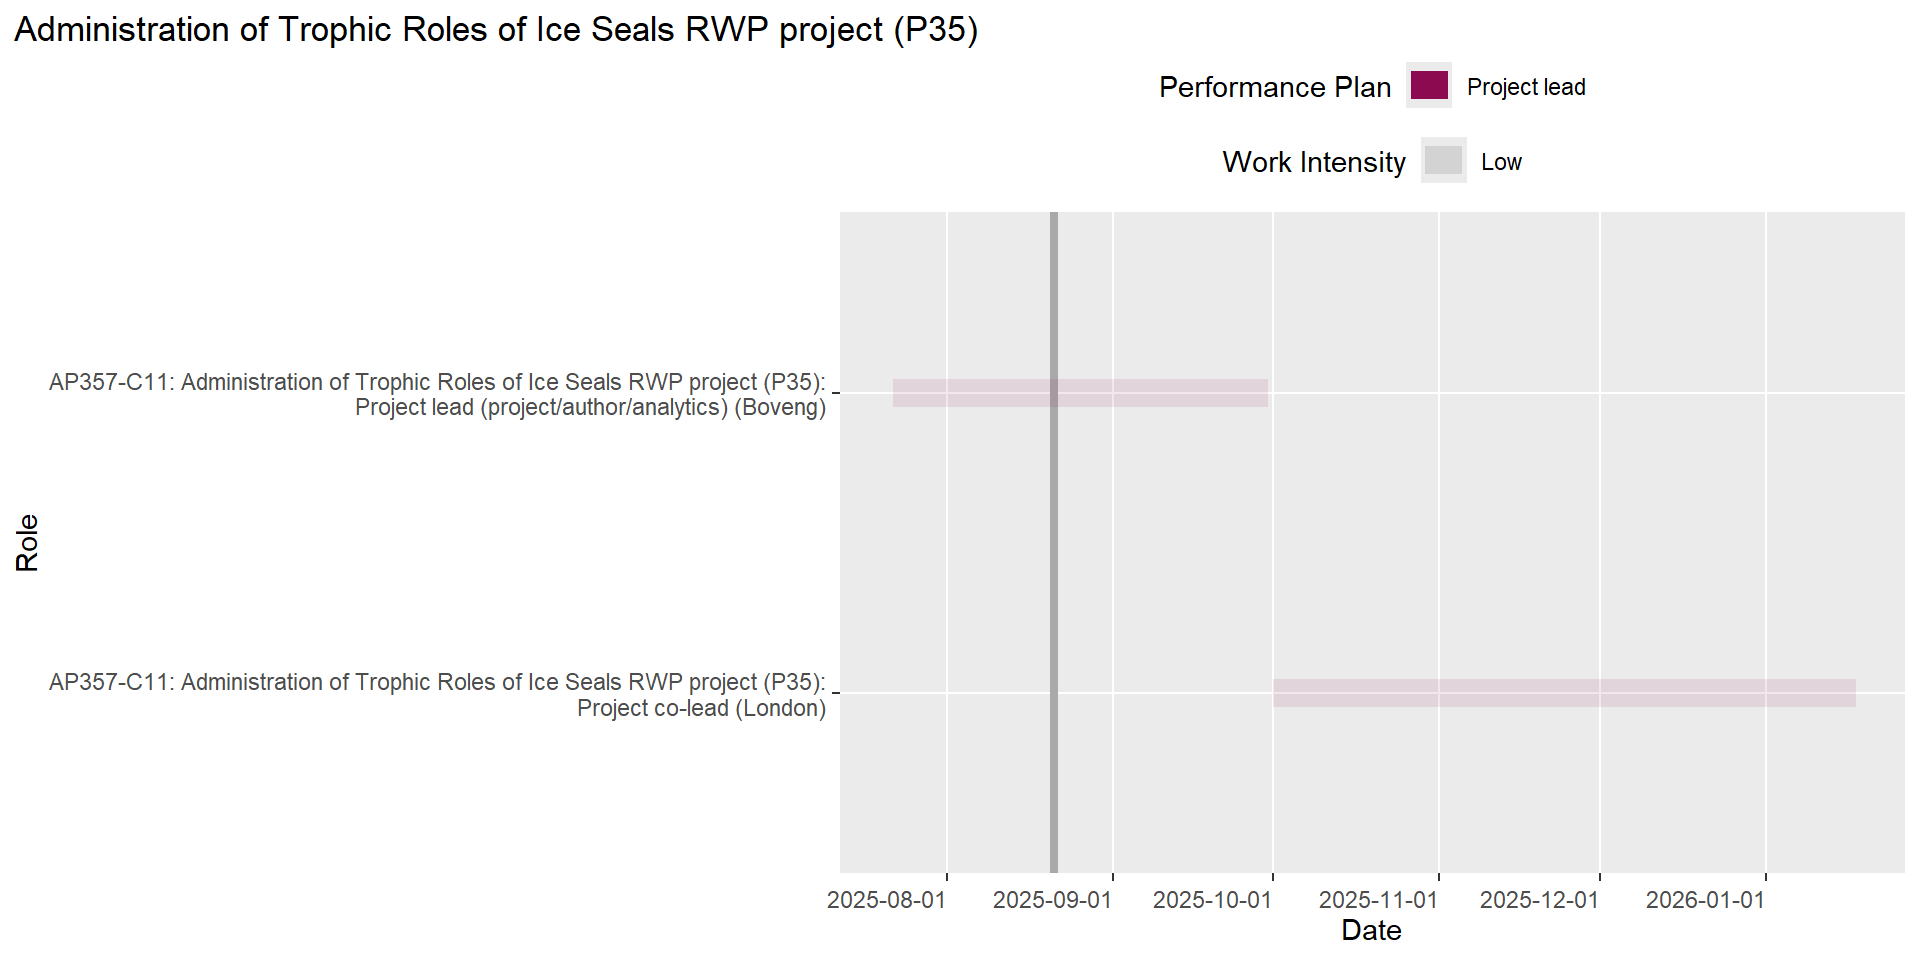 Administration of Trophic Roles of Ice Seals RWP project (P35)
Performance Plan
Project lead
Work Intensity
Low
AP357-C11: Administration of Trophic Roles of Ice Seals RWP project (P35):
Project lead (project/author/analytics) (Boveng)
Role
AP357-C11: Administration of Trophic Roles of Ice Seals RWP project (P35):
Project co-lead (London)
2025-08-01
2025-09-01
2025-10-01
2025-11-01
2025-12-01
2026-01-01
Date